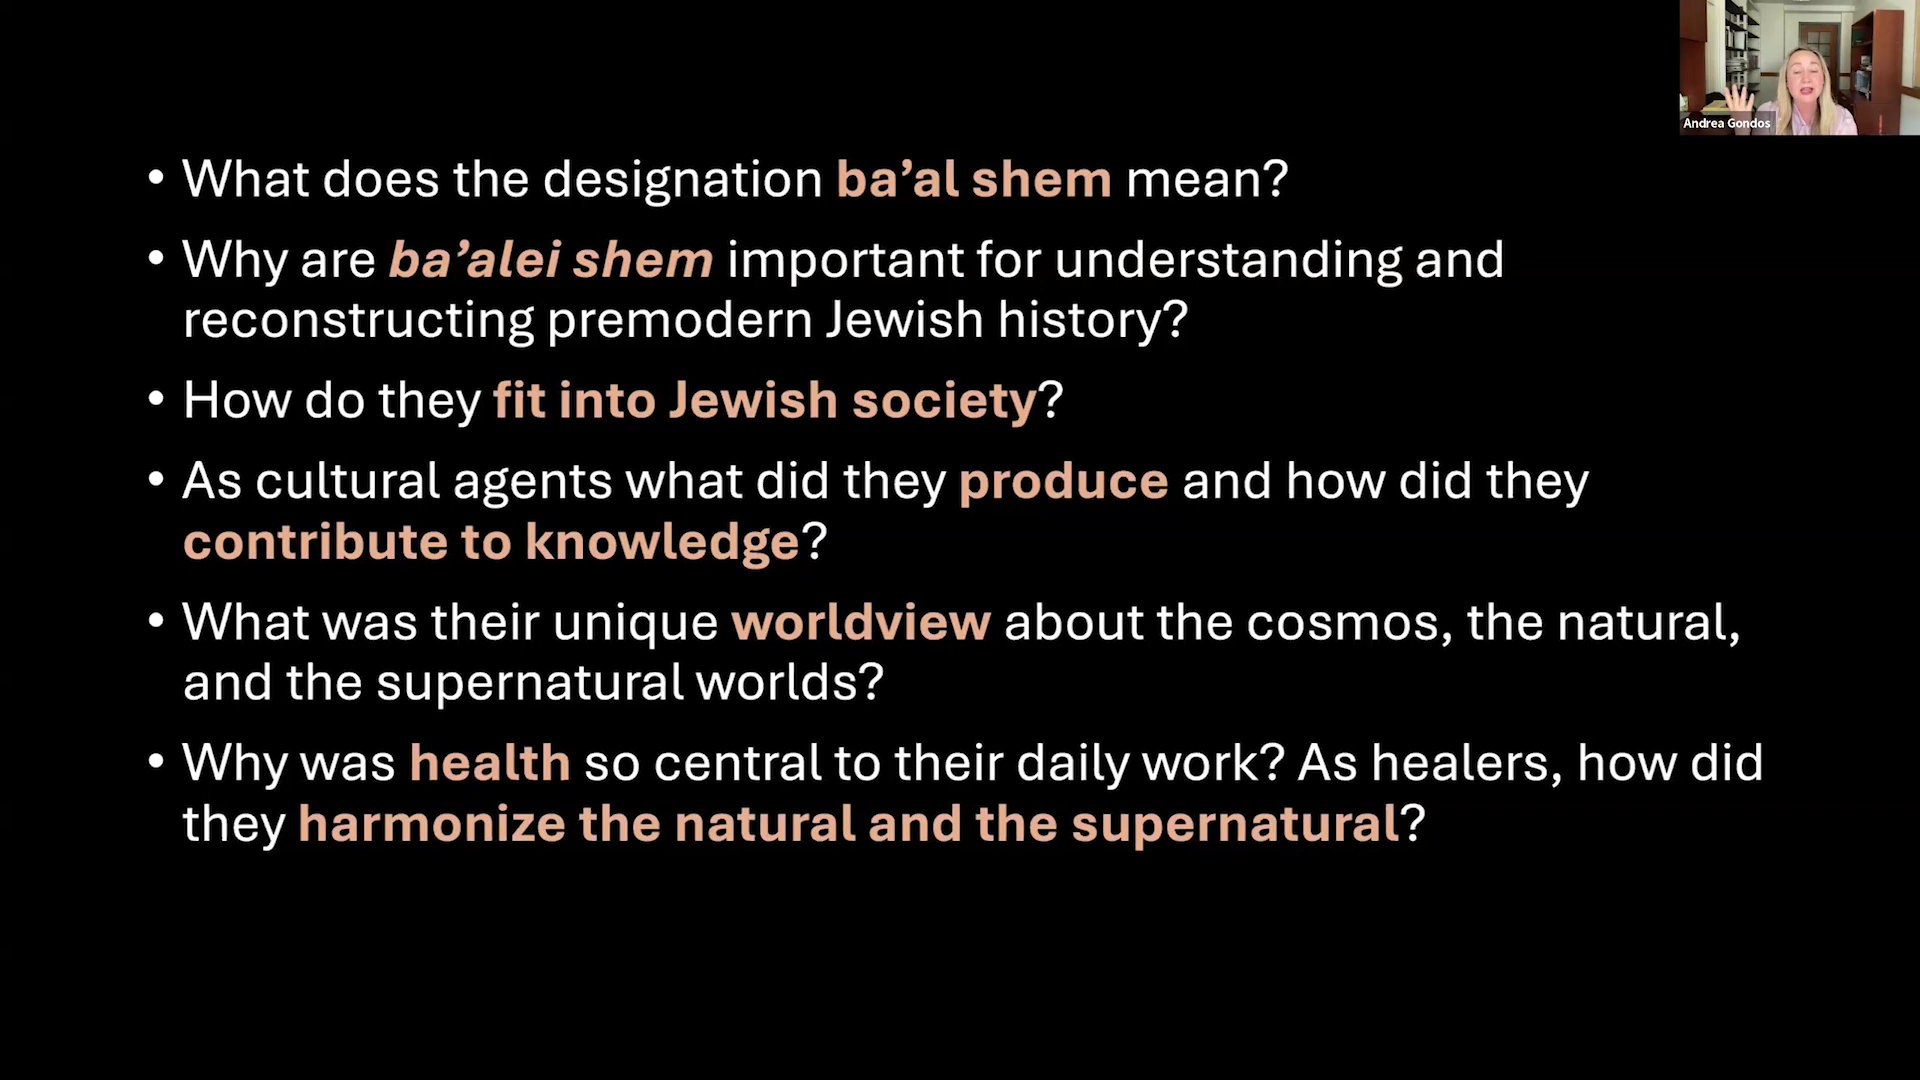 Andrea Gondos
• What does the designation ba’al shem mean?
• Why are ba’alei shem important for understanding and
reconstructing premodern Jewish history?
• How do they fit into Jewish society?
• As cultural agents what did they produce and how did they
contribute to knowledge?
• What was their unique worldview about the cosmos, the natural,
and the supernatural worlds?
• Why was health so central to their daily work? As healers, how did
they harmonize the natural and the supernatural?